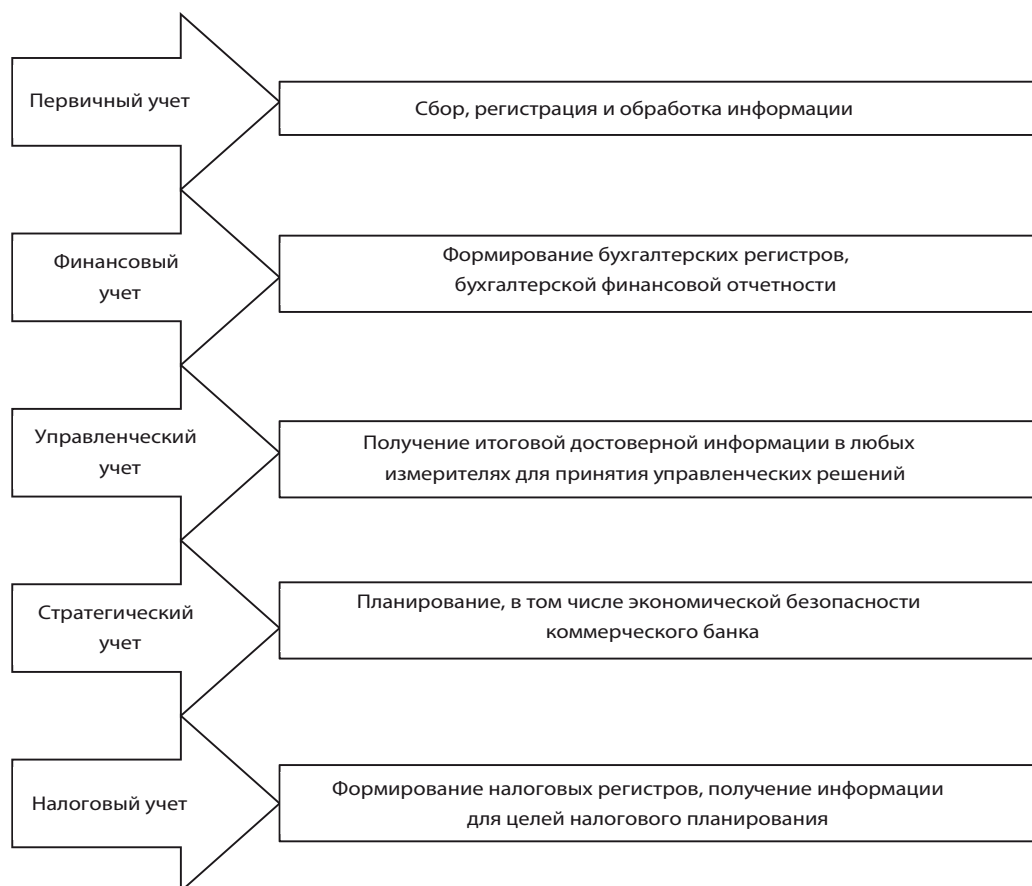 Первичный учет
Сбор, регистрация и обработка информации
Финансовый
учет
Формирование бухгалтерских регистров,
бухгалтерской финансовой отчетности
Управленческий
учет
Получение итоговой достоверной информации в любых
измерителях для принятия управленческих решений
Стратегический
учет
Планирование, в том числе экономической безопасности
коммерческого банка
Налоговый учет
Формирование налоговых регистров, получение информации
для целей налогового планирования